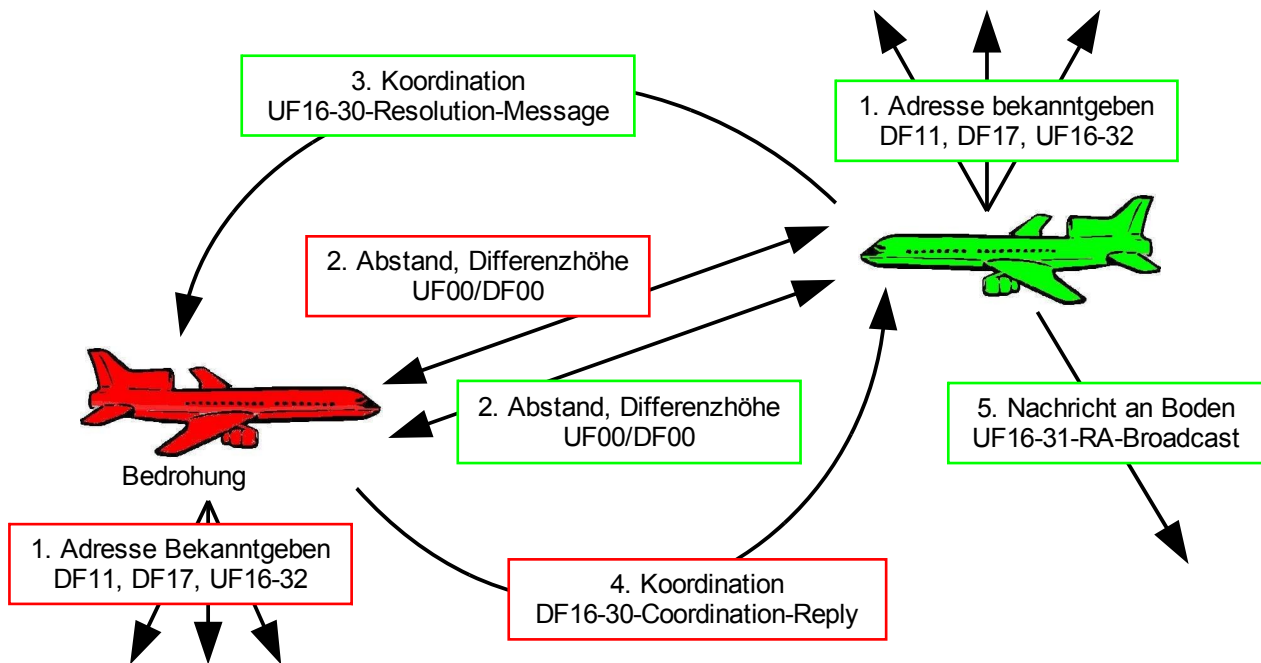 3. Koordination
UF16-30-Resolution-Message
1. Adresse bekanntgeben
DF11, DF17, UF16-32
2. Abstand, Differenzhöhe
UF00/DF00
2. Abstand, Differenzhöhe
UF00/DF00
5. Nachricht an Boden
UF16-31-RA-Broadcast
Bedrohung
1. Adresse Bekanntgeben
DF11, DF17, UF16-32
4. Koordination
DF16-30-Coordination-Reply